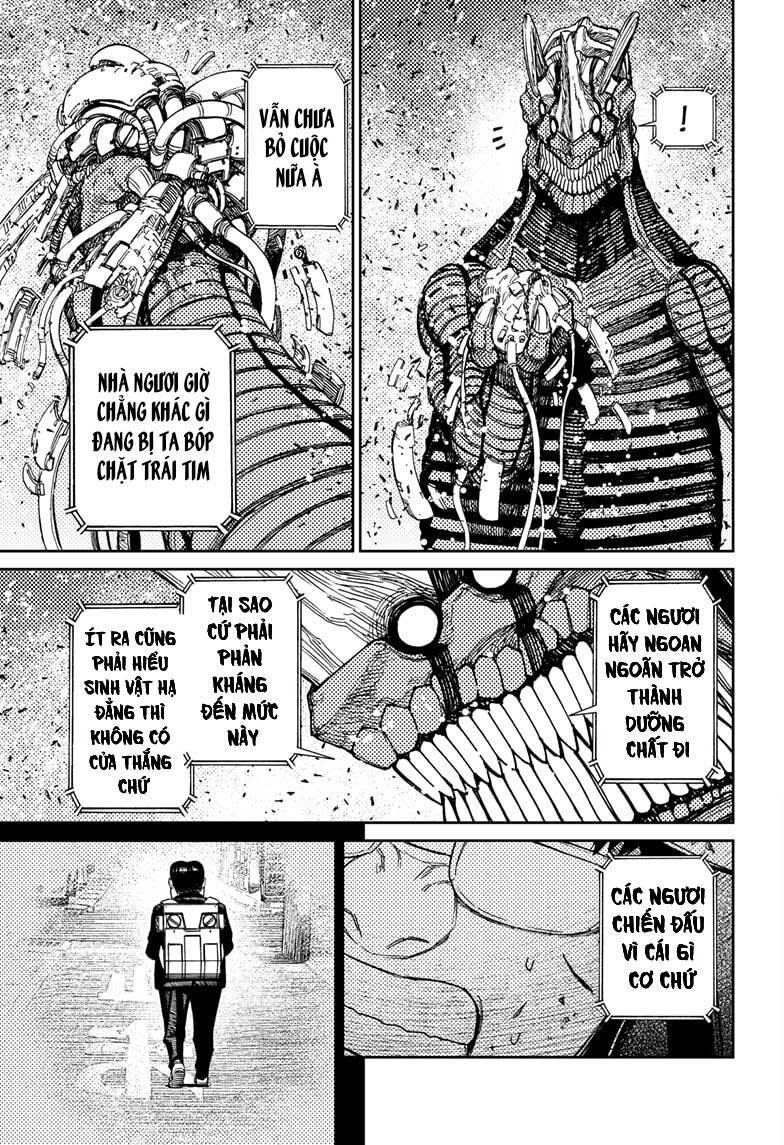 !
VẪN CHƯA
BỎ CUỘC
NỮA À
NHÀ NGƯƠI GIỜ
CHẲNG KHÁC GÌ
ĐANG BỊ TA BÓP
CHẶT TRÁI TIM
CÁC NGƯƠI
HÃY NGOAN
NGOÃN TRỞ
THÀNH
DƯỠNG
CHẤT ĐI
TẠI SAO
CỨ PHẢI
PHẢN
KHÁNG
ĐẾN MỨC
NÀY
ÍT RA CŨNG
PHẢI HIỂU
SINH VẬT HẠ
ĐẲNG THÌ
KHÔNG CÓ
CỬA THẮNG
CHỨ
CÁC NGƯƠI
CHIẾN ĐẤU
VÌ CÁI GÌ
CƠ CHỨ